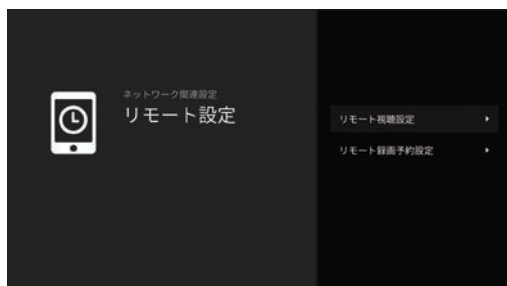 ネットワーク関連設定
リモート設定
リモート視聴設定
リモート録画予約設定